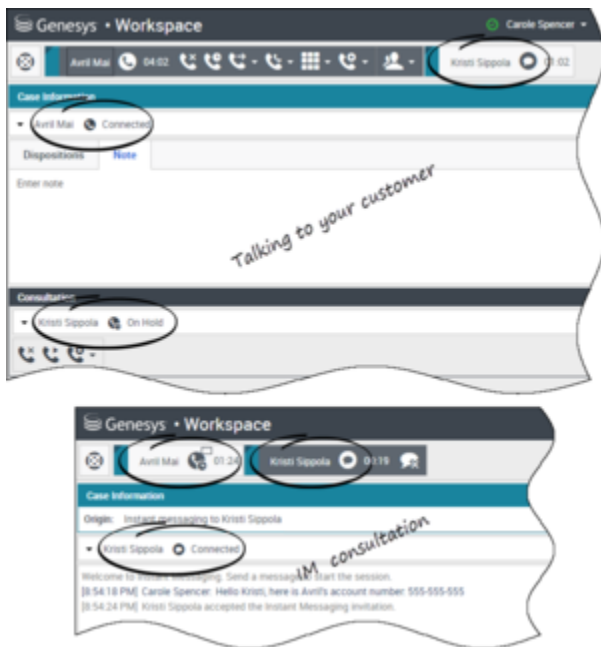 Genesys • Workspace
Carole Spencer
Avril Mai 04:02 Kristi Sippola 01:02
Case Information
Avril Mai Connected
Dispositions Note
Enter note
Talking to your customer
Consultation
Kristi Sippola On Hold
Genesys • Workspace
Avril Mai 01:24 Kristi Sippola 00:19
Case Information
Origin: Instant messaging to Kristi Sippola
Kristi Sippola Connected
IM consultation
Welcome to Instant Messaging. Send a message to start the session.
[8:54:18 PM] Carole Spencer: Hello Kristi, here is Avril's account number: 555-555-555
[8:54:24 PM] Kristi Sippola accepted the Instant Messaging invitation.